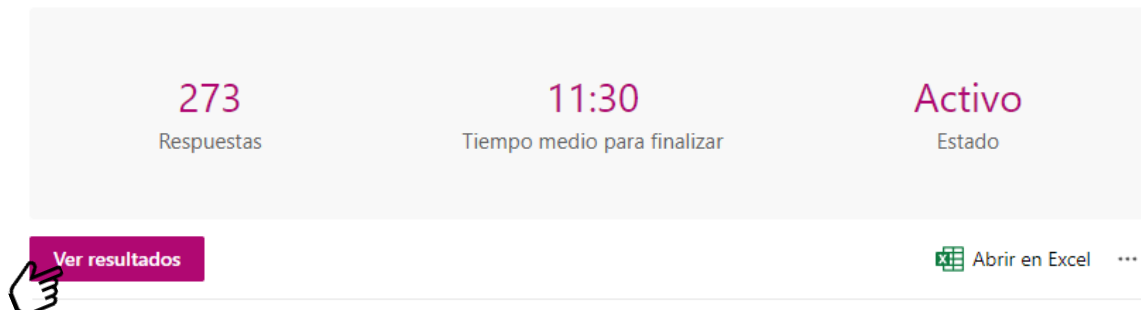 273
Respuestas
11:30
Tiempo medio para finalizar
Activo
Estado
Ver resultados
Abrir en Excel